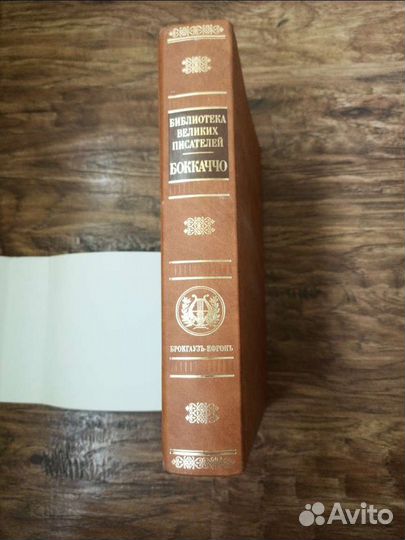 БИБЛИОТЕКА
ВЕЛИКИХ
ПИСАТЕЛЕЙ
БОККАЧЧО
БРОКГАУЗЪ-ЕФРОНЪ
Avito